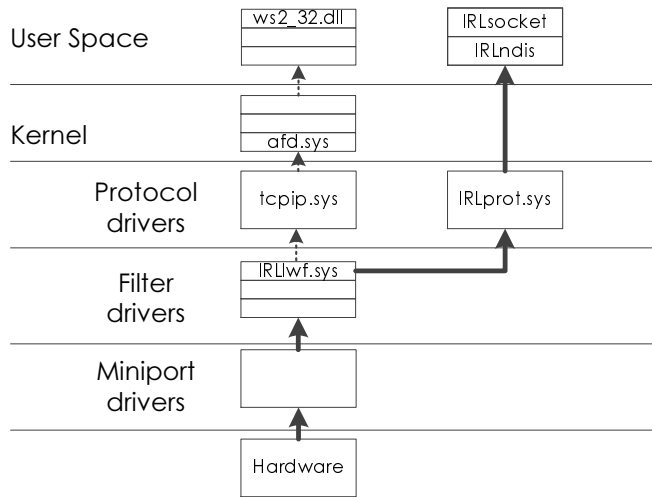 User Space
ws2_32.dll
IRLsocket
IRLndis
Kernel
afd.sys
Protocol
drivers
tcpip.sys
IRLprot.sys
Filter
drivers
IRLlwf.sys
Miniport
drivers
Hardware